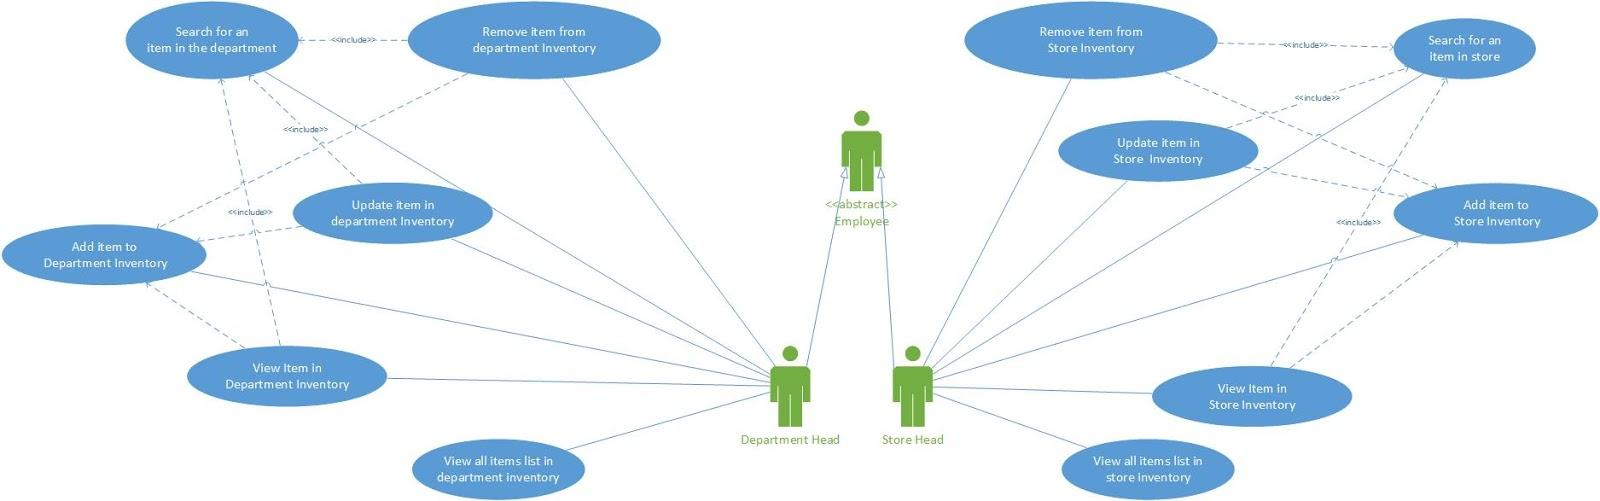 Search for an
item in the department
<<include>>
Remove item from
department Inventory
Remove item from
Store Inventory
<<include>>
Search for an
item in store
<<include>>
<<include>>
Update item in
Store  Inventory
Update item in
department Inventory
<<include>>
<<abstract>>
Employee
Add item to
Store Inventory
<<include>>
Add item to
Department Inventory
View Item in
Department Inventory
View Item in
Store Inventory
Department Head
Store Head
View all items list in
department inventory
View all items list in
store inventory